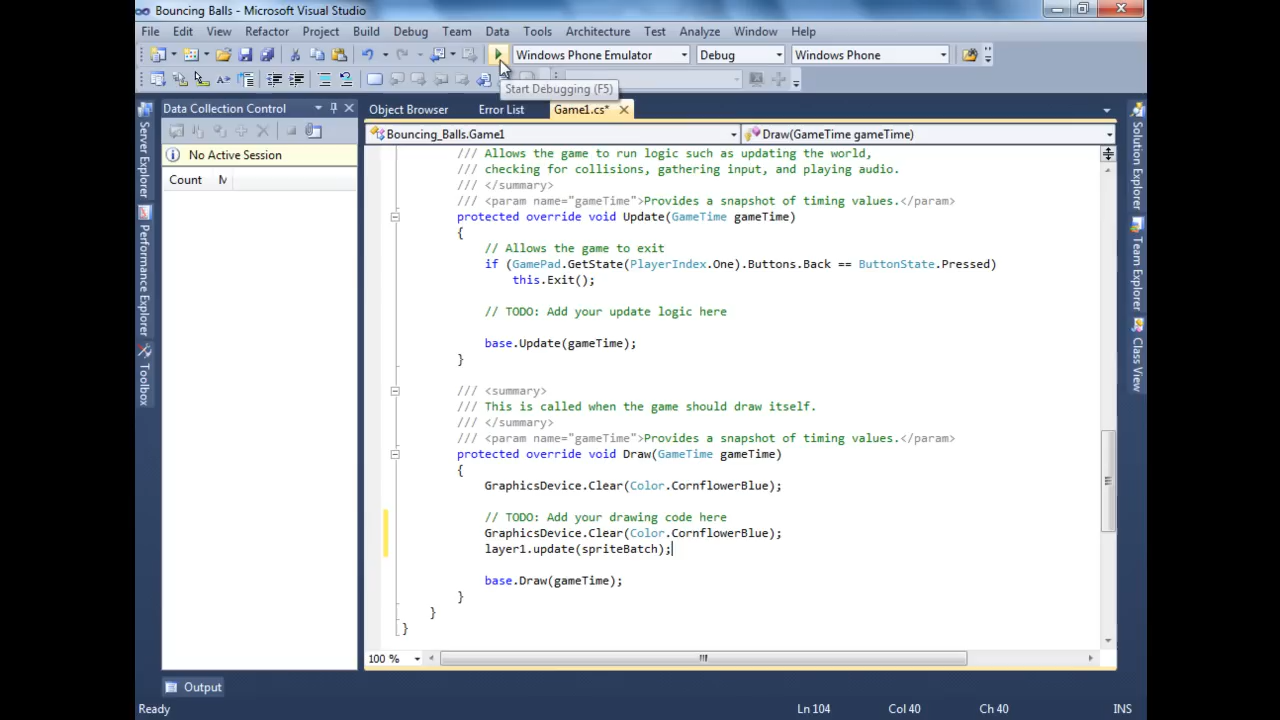 Bouncing Balls - Microsoft Visual Studio
File Edit View Refactor Project Build Debug Team Data Tools Architecture Test Analyze Window Help
Windows Phone Emulator Debug Windows Phone
Start Debugging (F5)
Data Collection Control
Object Browser Error List Game1.cs*
No Active Session
Bouncing_Balls.Game1 Draw(GameTime gameTime)
Count M
/// Allows the game to run logic such as updating the world,
/// checking for collisions, gathering input, and playing audio.
/// </summary>
/// <param name="gameTime">Provides a snapshot of timing values.</param>
protected override void Update(GameTime gameTime)
{
// Allows the game to exit
if (GamePad.GetState(PlayerIndex.One).Buttons.Back == ButtonState.Pressed)
this.Exit();
// TODO: Add your update logic here
base.Update(gameTime);
}
/// <summary>
/// This is called when the game should draw itself.
/// </summary>
/// <param name="gameTime">Provides a snapshot of timing values.</param>
protected override void Draw(GameTime gameTime)
{
GraphicsDevice.Clear(Color.CornflowerBlue);
// TODO: Add your drawing code here
GraphicsDevice.Clear(Color.CornflowerBlue);
layer1.update(spriteBatch);
base.Draw(gameTime);
}
}
}
Server Explorer
Performance Explorer
Toolbox
Solution Explorer
Team Explorer
Class View
100 %
Output
Ready Ln 104 Col 40 Ch 40 INS